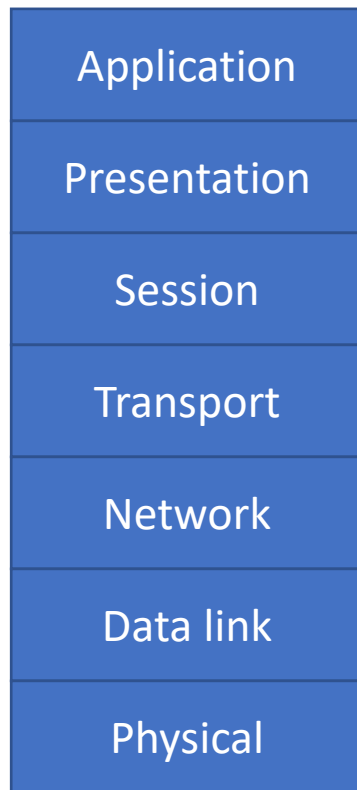 Application
Presentation
Session
Transport
Network
Data link
Physical